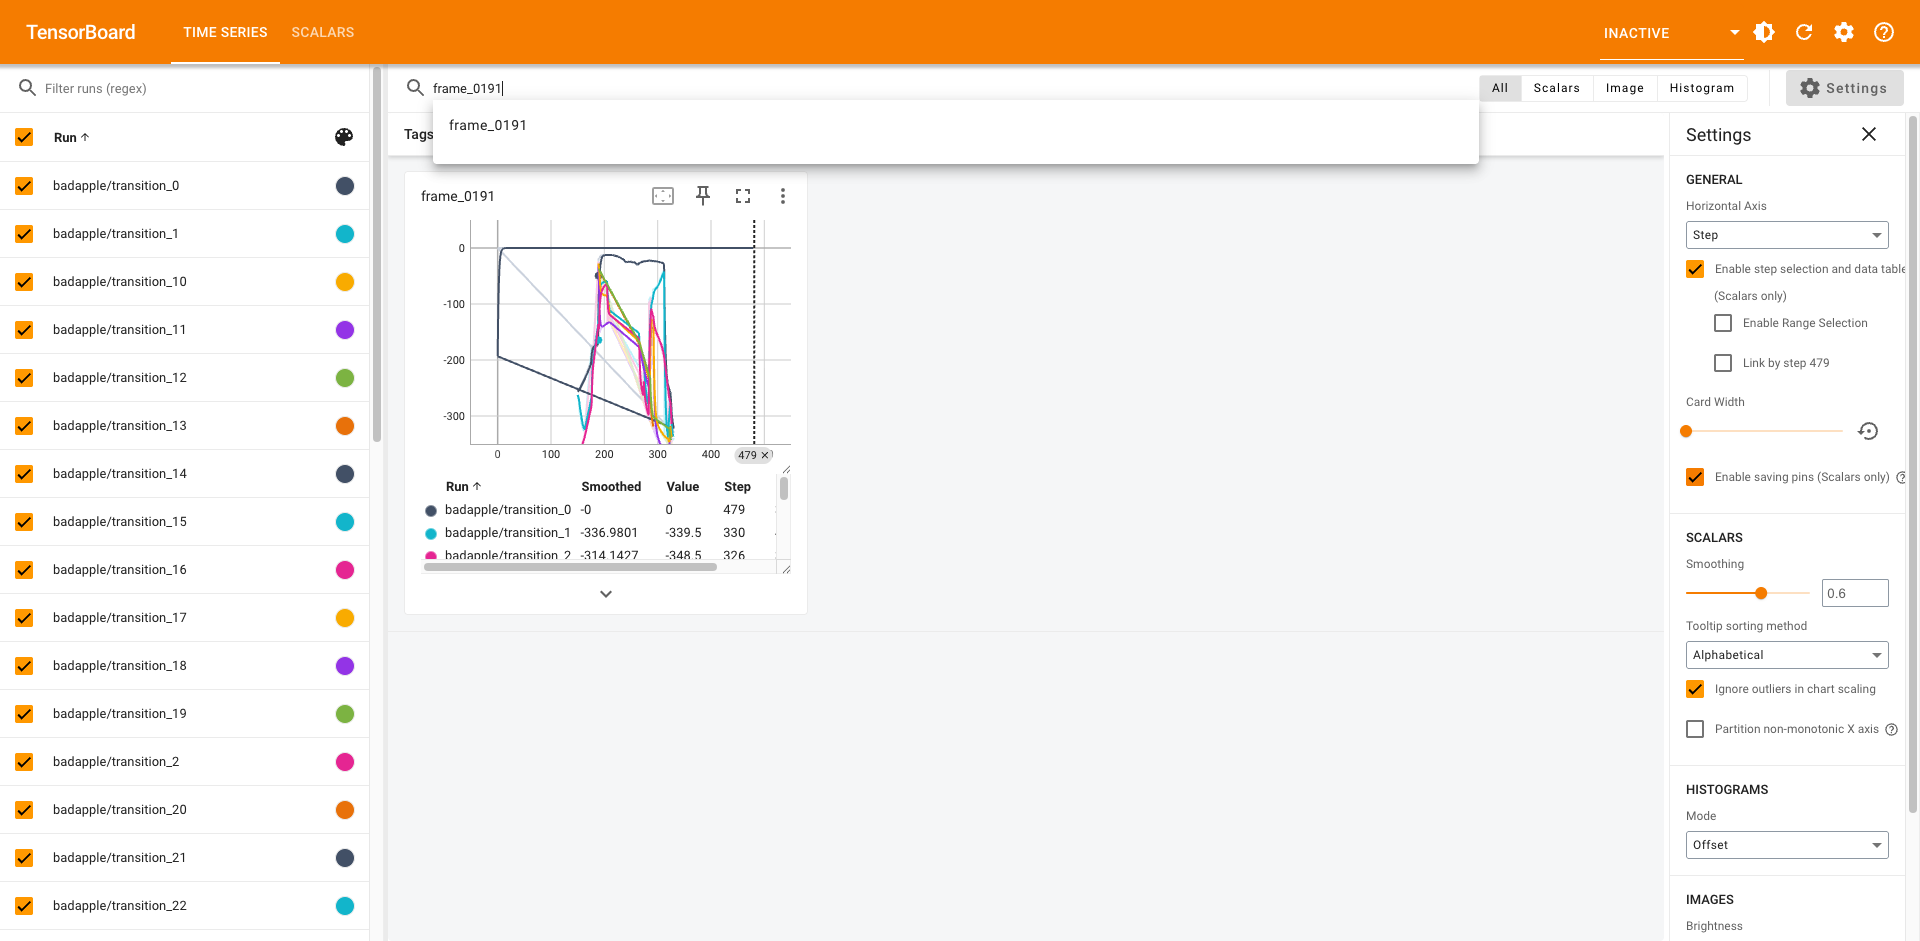 TensorBoard
TIME SERIES
SCALARS
INACTIVE
Filter runs (regex)
frame_0191
All
Scalars
Image
Histogram
Settings
frame_0191
Run
Tags
Settings
badapple/transition_0
badapple/transition_1
badapple/transition_10
badapple/transition_11
badapple/transition_12
badapple/transition_13
badapple/transition_14
badapple/transition_15
badapple/transition_16
badapple/transition_17
badapple/transition_18
badapple/transition_19
badapple/transition_2
badapple/transition_20
badapple/transition_21
badapple/transition_22
frame_0191
0
-100
-200
-300
0 100 200 300 400 479
Run Smoothed Value Step
badapple/transition_0 -0 0 479
badapple/transition_1 -336.9801 -339.5 330
badapple/transition_2 -314.1427 -348.5 326
GENERAL
Horizontal Axis
Step
Enable step selection and data table
(Scalars only)
Enable Range Selection
Link by step 479
Card Width
Enable saving pins (Scalars only)
SCALARS
Smoothing
0.6
Tooltip sorting method
Alphabetical
Ignore outliers in chart scaling
Partition non-monotonic X axis
HISTOGRAMS
Mode
Offset
IMAGES
Brightness